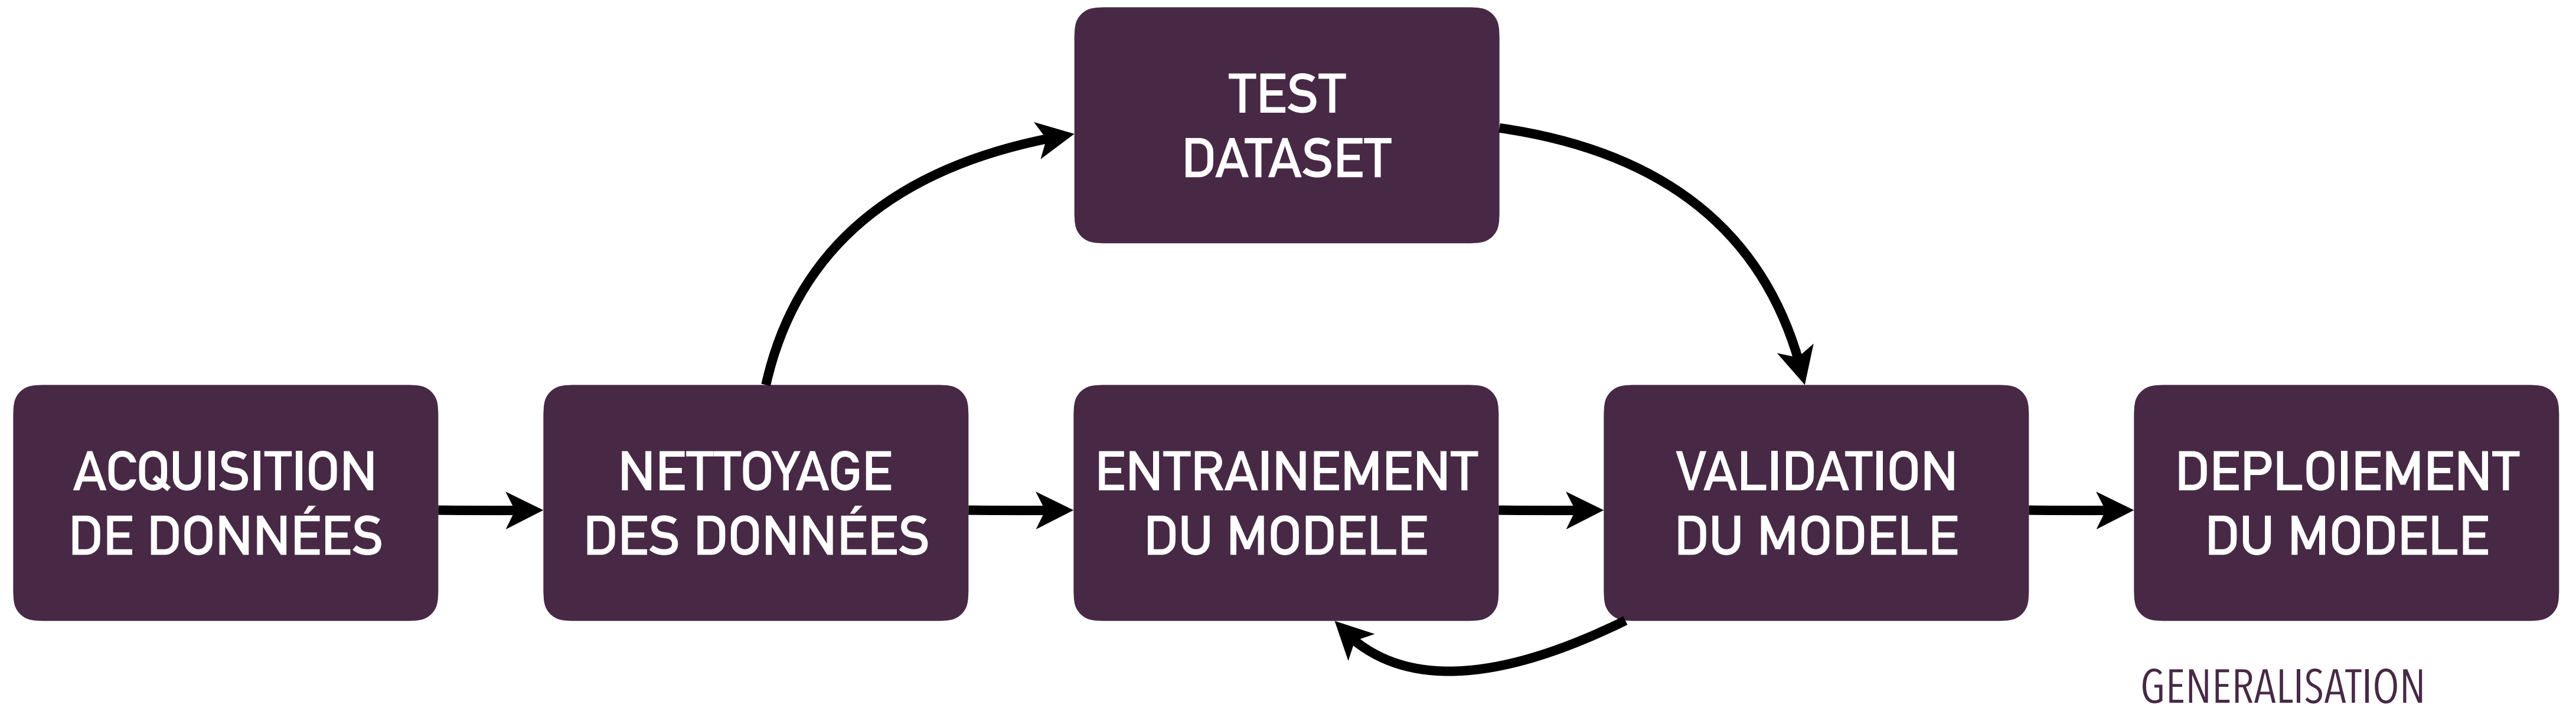 TEST
DATASET
ACQUISITION
DE DONNÉES
NETTOYAGE
DES DONNÉES
ENTRAINEMENT
DU MODELE
VALIDATION
DU MODELE
DEPLOIEMENT
DU MODELE
GENERALISATION